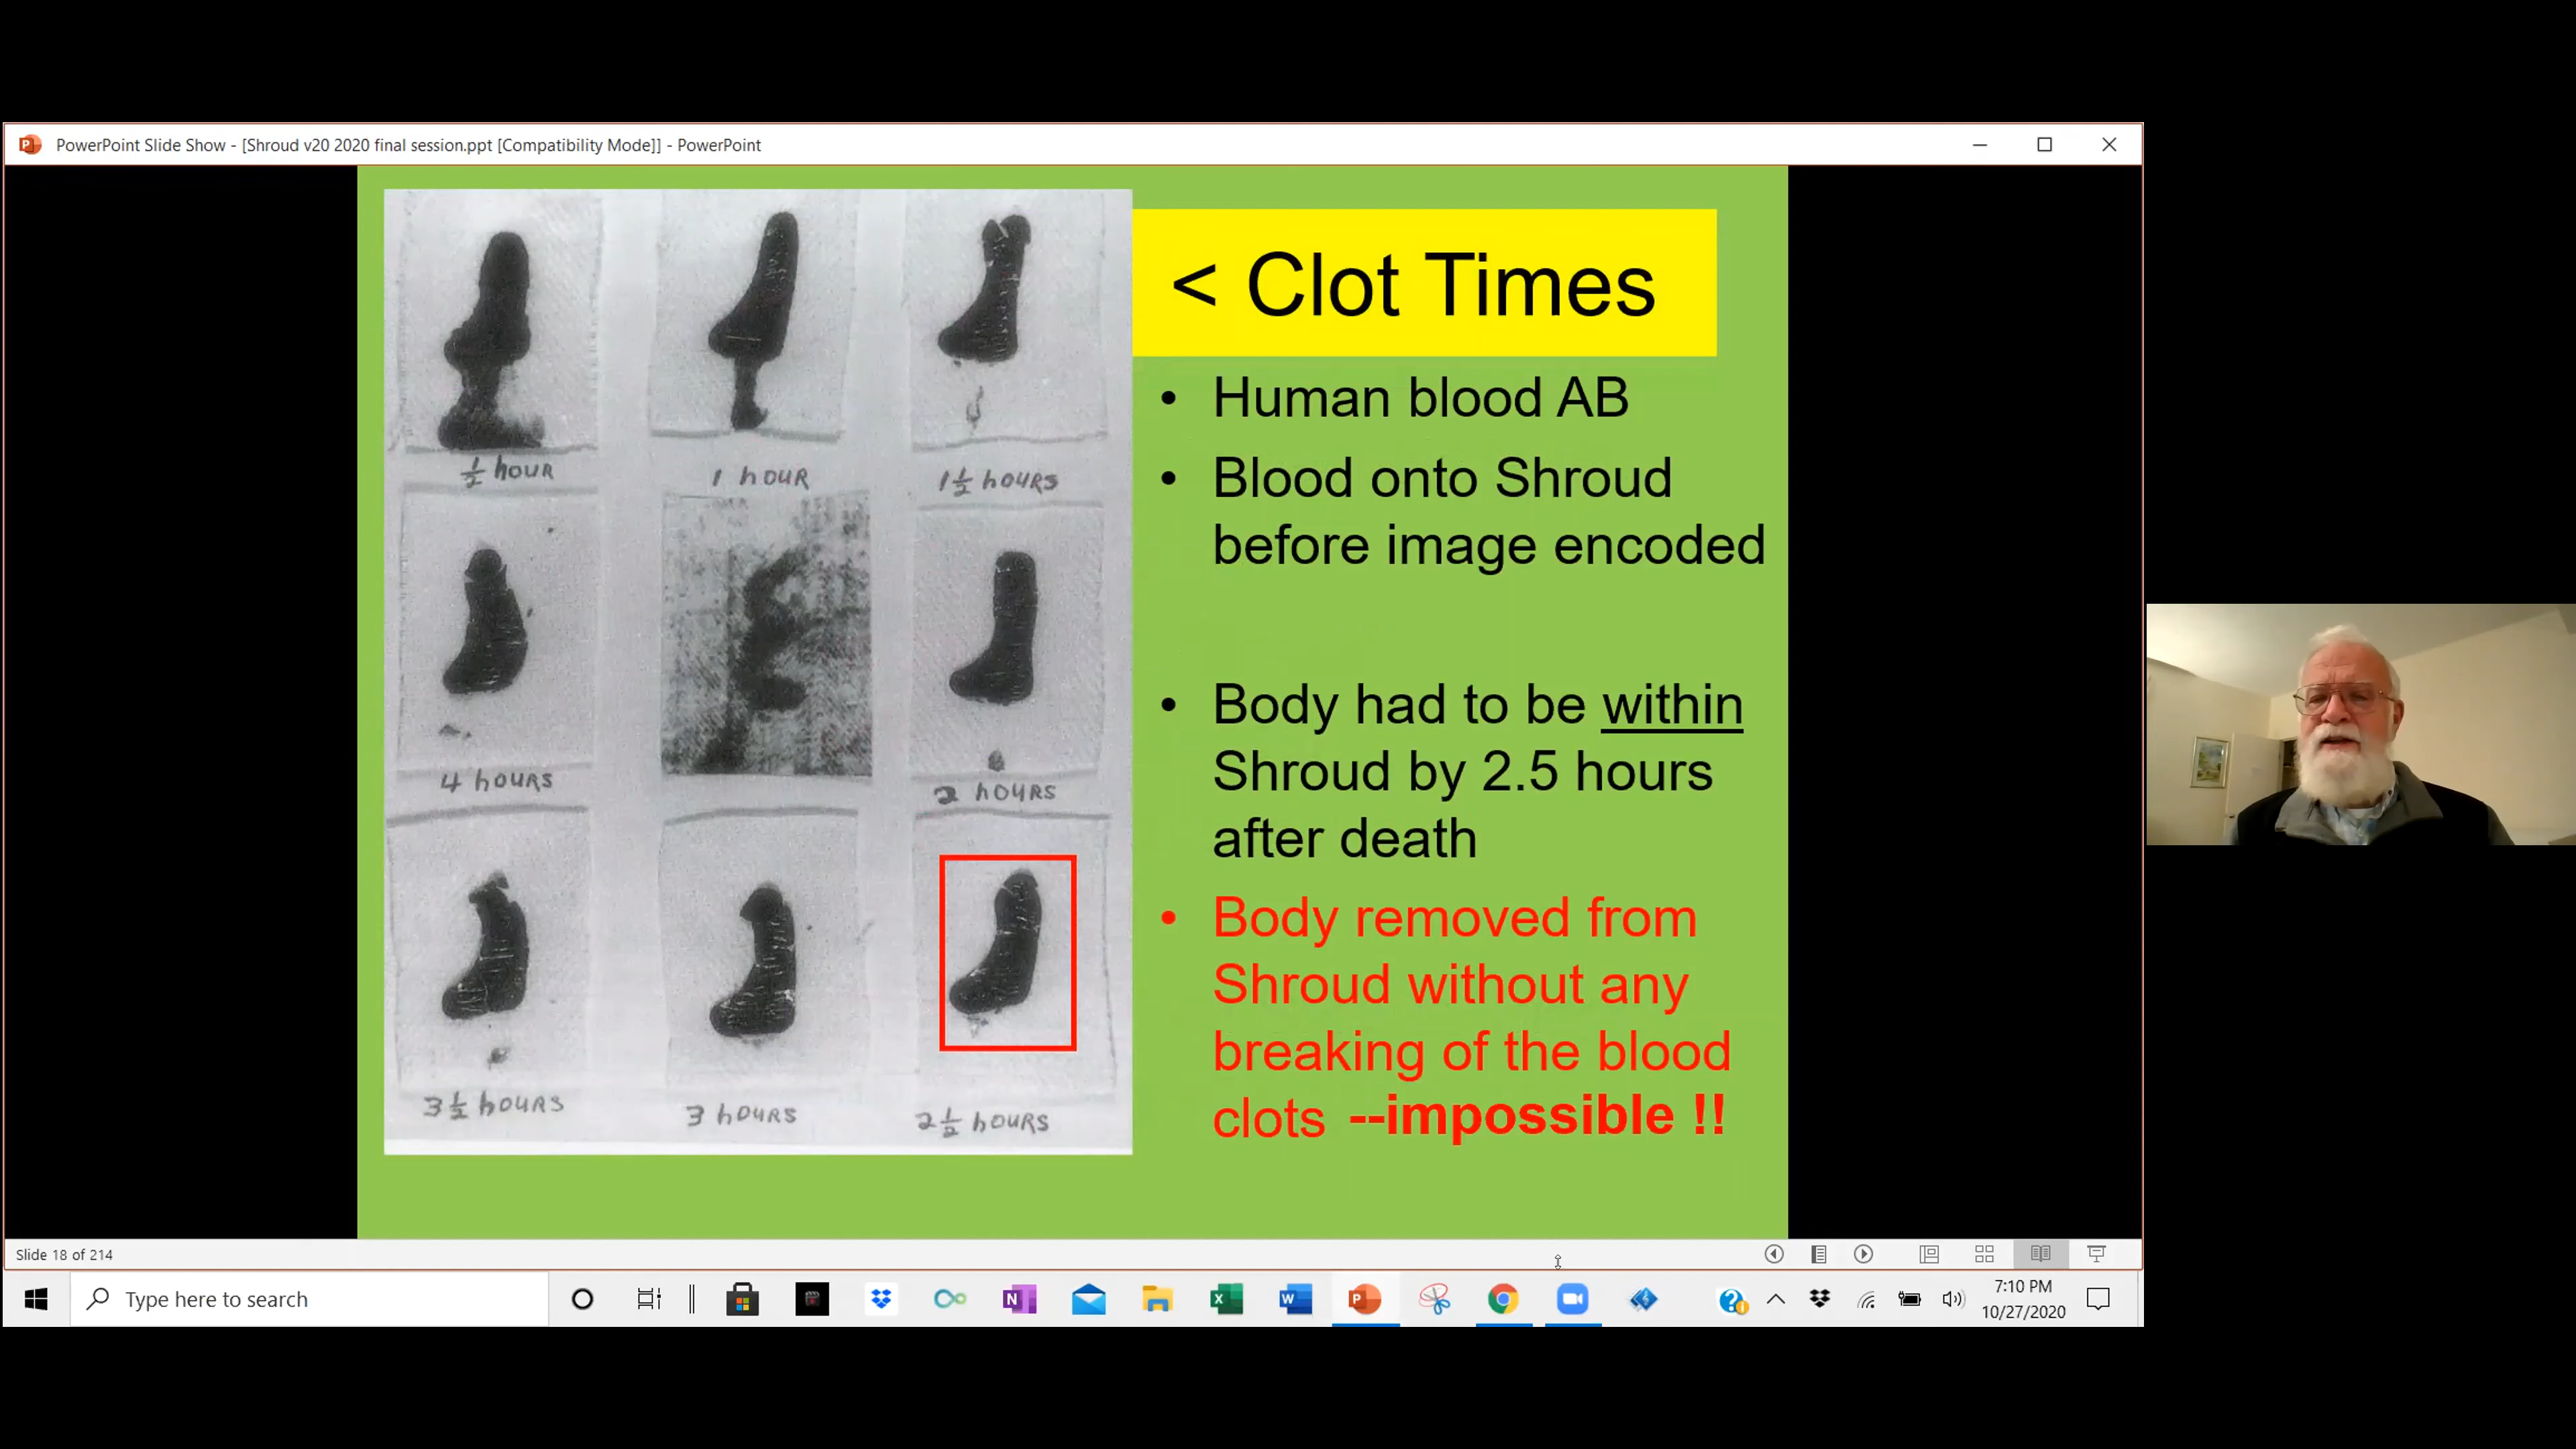 PowerPoint Slide Show - [Shroud v20 2020 final session.ppt [Compatibility Mode]] - PowerPoint
< Clot Times
• Human blood AB
• Blood onto Shroud
before image encoded
• Body had to be within
Shroud by 2.5 hours
after death
• Body removed from
Shroud without any
breaking of the blood
clots --impossible !!
½ hour
1 hour
1½ hours
4 hours
2 hours
3½ hours
3 hours
2½ hours
Slide 18 of 214
Type here to search
7:10 PM
10/27/2020